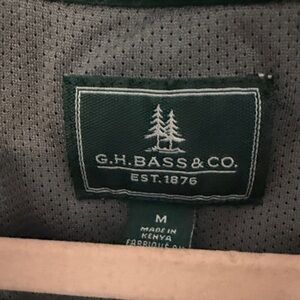 G.H.BASS&CO.
EST.1876
M
MADE IN
KENYA